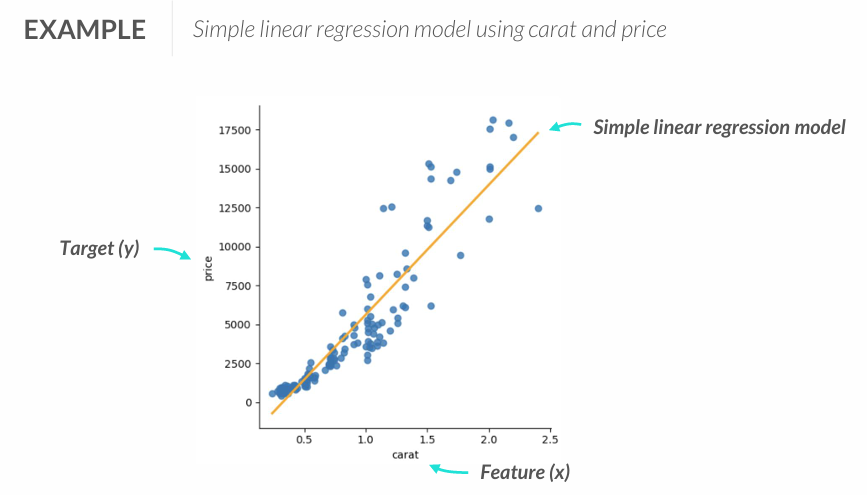 EXAMPLE
Simple linear regression model using carat and price
17500
Simple linear regression model
15000
12500
Target (y)
10000
price
7500
5000
2500
0
0.5 1.0 1.5 2.0 2.5
carat
Feature (x)